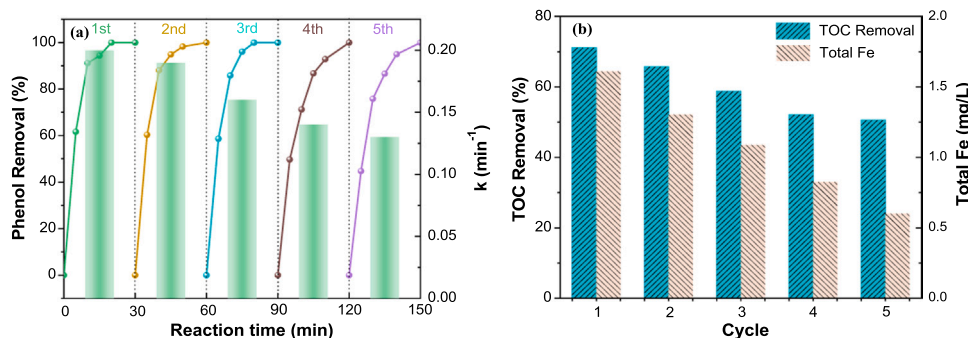 (a)
1st 2nd 3rd 4th 5th
Phenol Removal (%)
100
80
60
40
20
0
0 30 60 90 120 150
Reaction time (min)
0.20
0.15
0.10
0.05
0.00
k (min⁻¹)
(b)
TOC Removal
Total Fe
TOC Removal (%)
80
60
40
20
0
1 2 3 4 5
Cycle
2.0
1.5
1.0
0.5
0.0
Total Fe (mg/L)